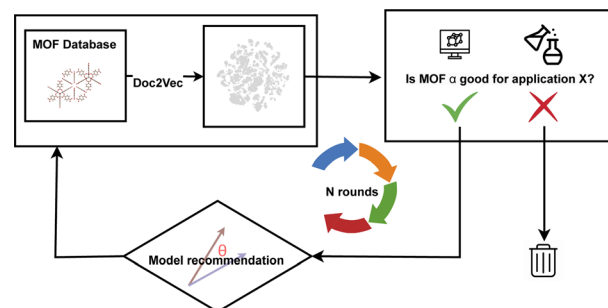 MOF Database
Doc2Vec
Is MOF α good for application X?
N rounds
θ
Model recommendation